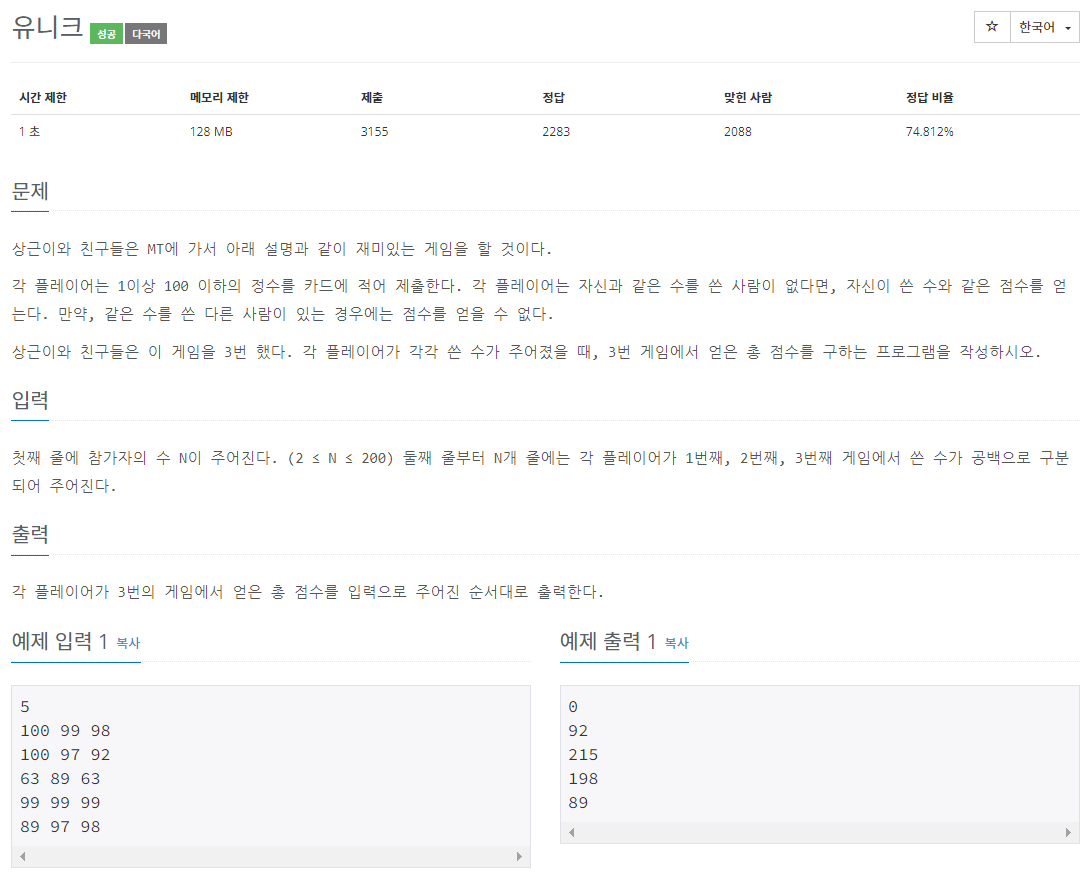 유니크 성공 다국어
☆ 한국어
시간 제한 메모리 제한 제출 정답 맞힌 사람 정답 비율
1 초 128 MB 3155 2283 2088 74.812%
문제
상근이와 친구들은 MT에 가서 아래 설명과 같이 재미있는 게임을 할 것이다.
각 플레이어는 1이상 100 이하의 정수를 카드에 적어 제출한다. 각 플레이어는 자신과 같은 수를 쓴 사람이 없다면, 자신이 쓴 수와 같은 점수를 얻
는다. 만약, 같은 수를 쓴 다른 사람이 있는 경우에는 점수를 얻을 수 없다.
상근이와 친구들은 이 게임을 3번 했다. 각 플레이어가 각각 쓴 수가 주어졌을 때, 3번 게임에서 얻은 총 점수를 구하는 프로그램을 작성하시오.
입력
첫째 줄에 참가자의 수 N이 주어진다. (2 ≤ N ≤ 200) 둘째 줄부터 N개 줄에는 각 플레이어가 1번째, 2번째, 3번째 게임에서 쓴 수가 공백으로 구분
되어 주어진다.
출력
각 플레이어가 3번의 게임에서 얻은 총 점수를 입력으로 주어진 순서대로 출력한다.
예제 입력 1 복사
5
100 99 98
100 97 92
63 89 63
99 99 99
89 97 98
예제 출력 1 복사
0
92
215
198
89